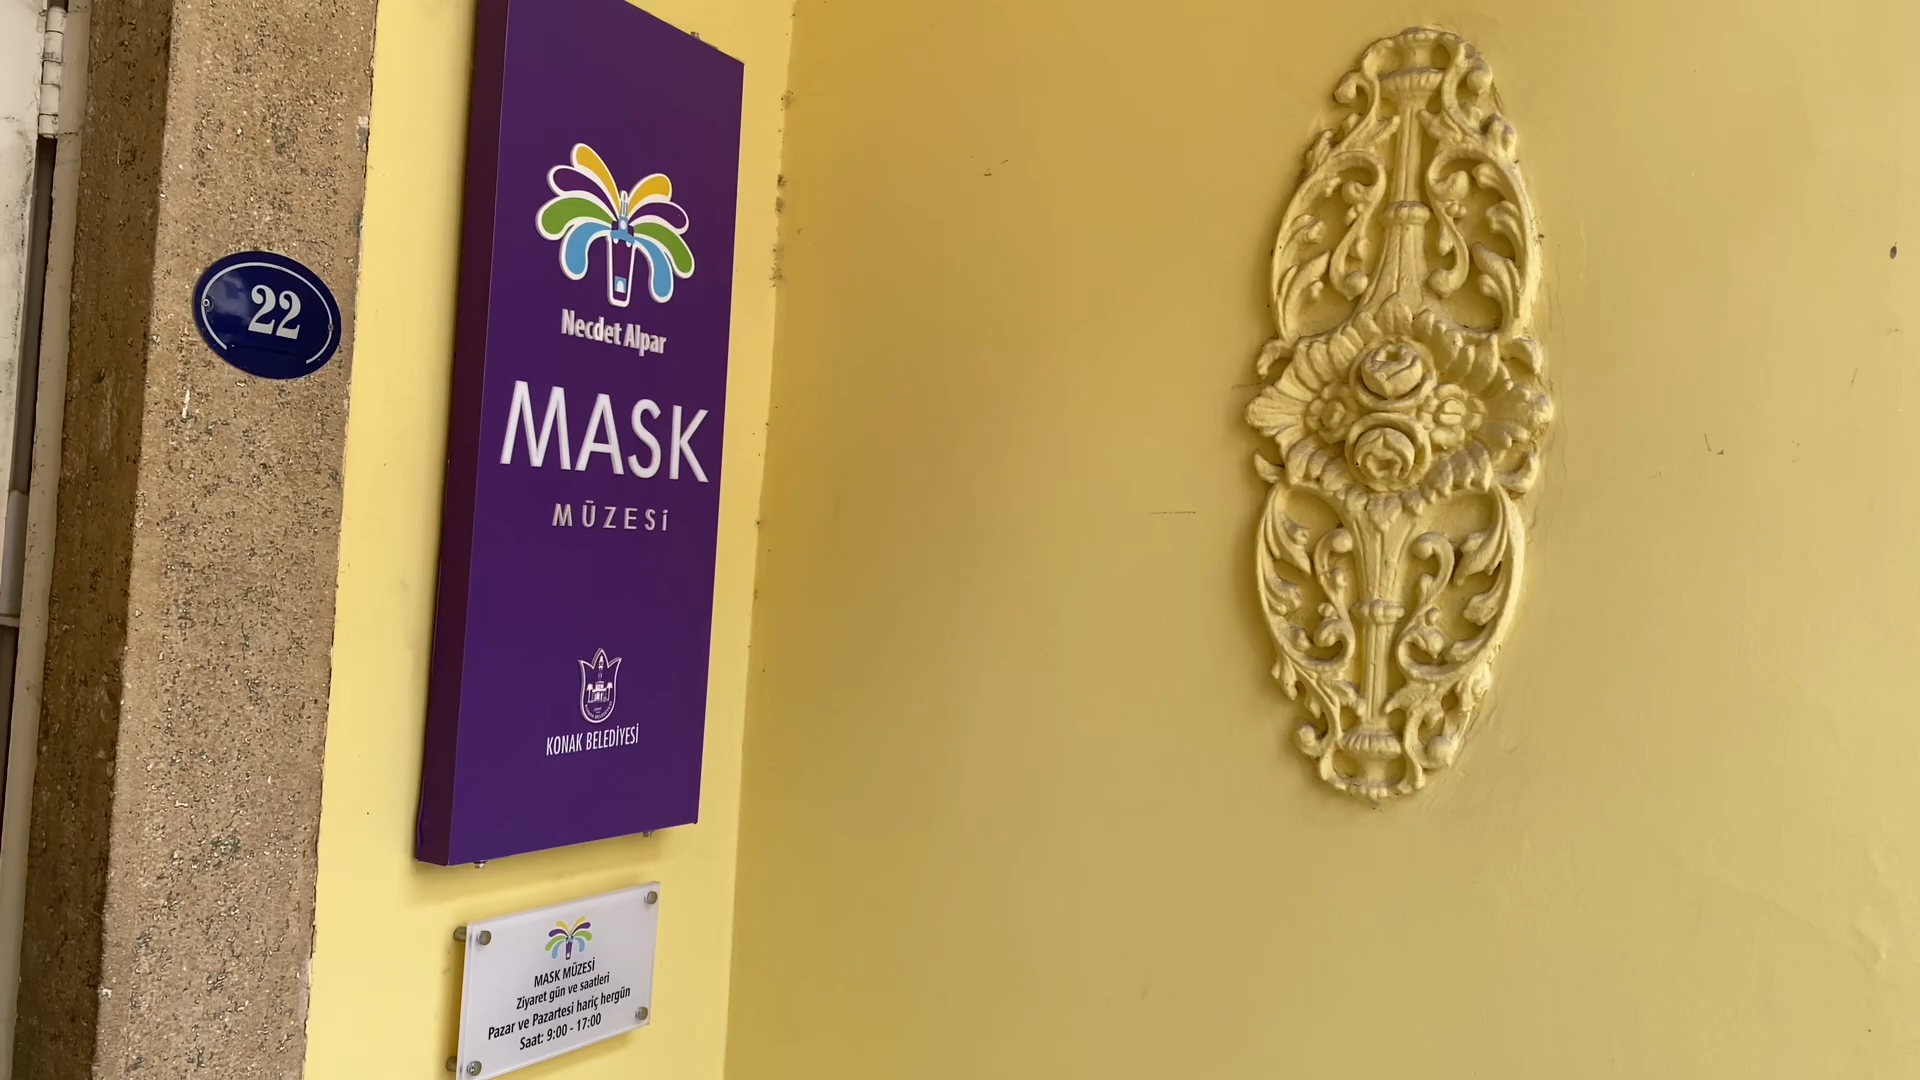 22
Necdet Alpar
MASK
MÜZESİ
KONAK BELEDİYESİ
MASK MÜZESİ
Ziyaret gün ve saatleri
Pazar ve Pazartesi hariç hergün
Saat: 9:00 - 17:00